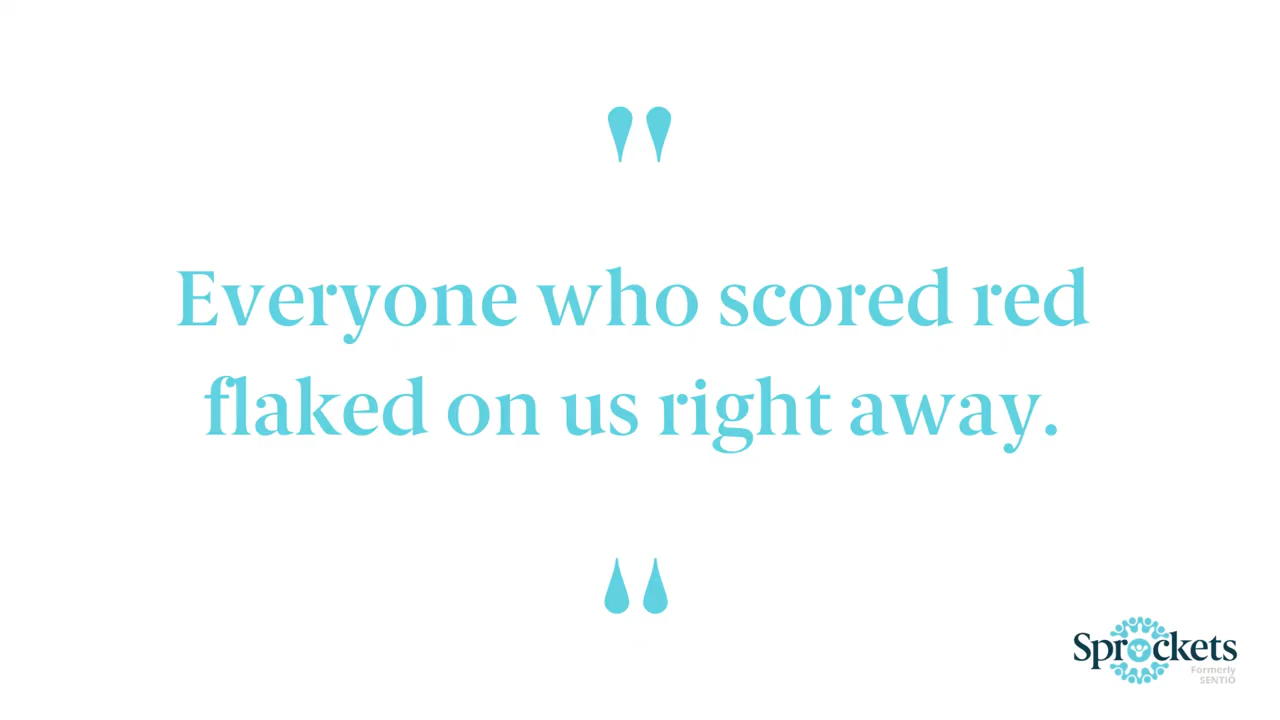 "
Everyone who scored red
flaked on us right away.
"
Sprockets
Formerly
SENTIO